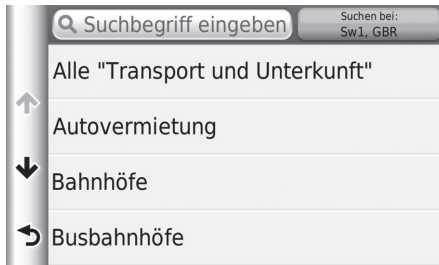 Suchbegriff eingeben
Suchen bei:
Sw1, GBR
Alle "Transport und Unterkunft"
Autovermietung
Bahnhöfe
Busbahnhöfe